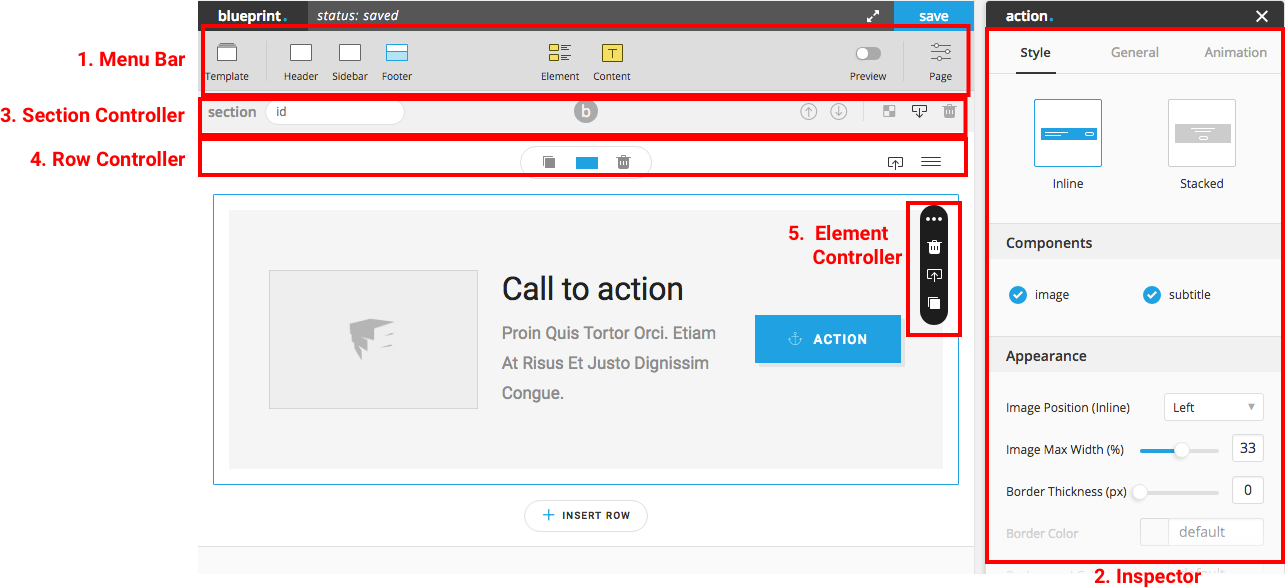 blueprint. status: saved save
action.
1. Menu Bar
Template Header Sidebar Footer Element Content Preview Page
T
Style General Animation
3. Section Controller
section id b
4. Row Controller
Inline Stacked
5. Element
Controller
Components
image subtitle
Call to action
Proin Quis Tortor Orci. Etiam
At Risus Et Justo Dignissim
Congue.
ACTION
Appearance
Image Position (Inline) Left
Image Max Width (%) 33
Border Thickness (px) 0
Border Color default
INSERT ROW
2. Inspector